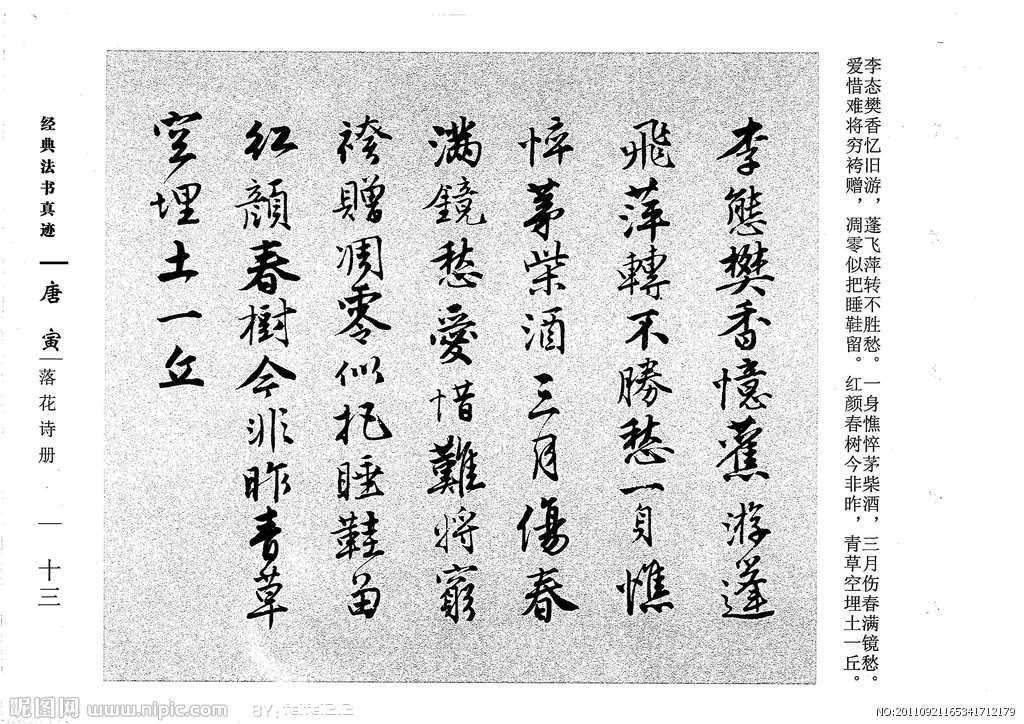 李态樊香忆旧游，蓬飞萍转不胜愁。一身憔悴茅柴酒，三月伤春满镜愁。
爱惜难将穷袴赠，凋零似把睡鞋留。红颜春树今非昨，青草空埋土一丘。
李態樊香憶舊游蓬
飛萍轉不勝愁一身憔
悴茅柴酒三月傷春
滿鏡愁愛惜難將窮
袴贈凋零似把睡鞋留
紅顏春樹今非昨青草
空埋土一丘
经典法书真迹
唐寅
落花诗册
十三
昵图网 www.nipic.com
NO:20110921165341712179